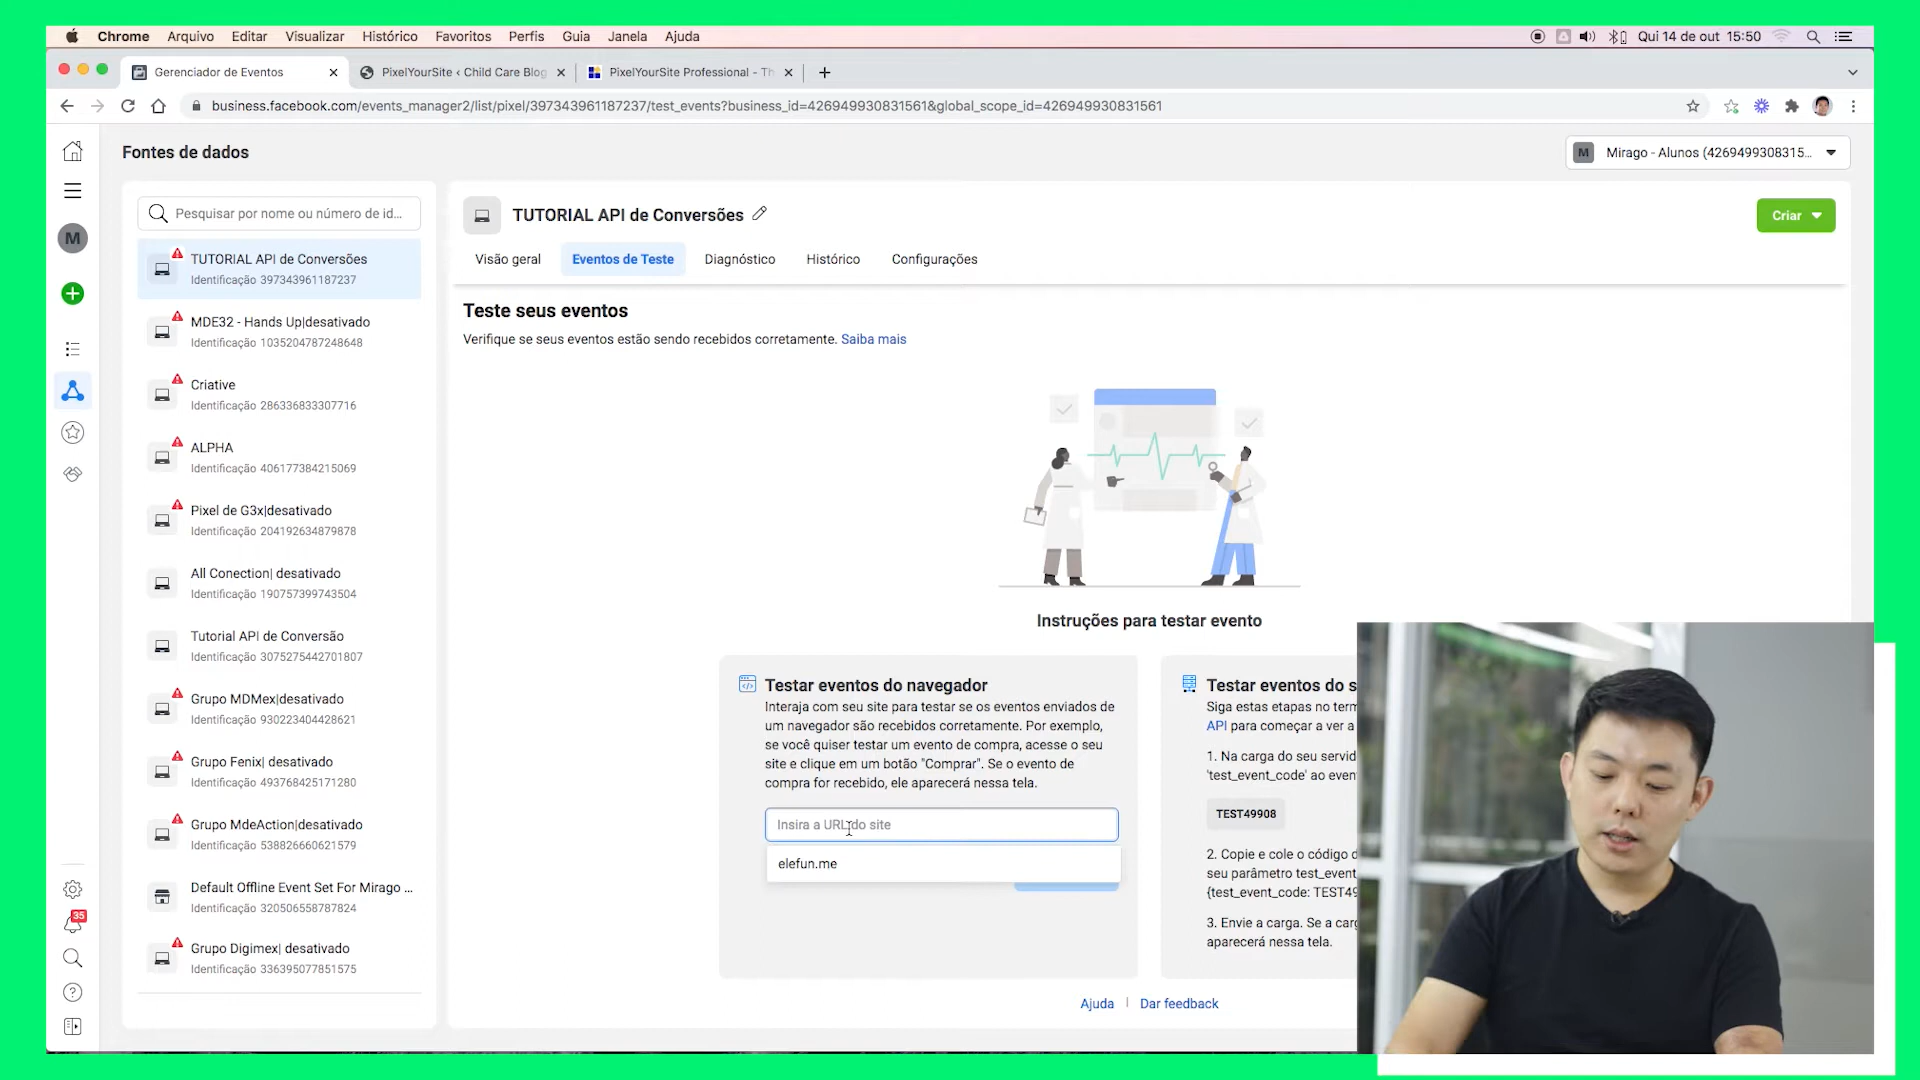 Chrome Arquivo Editar Visualizar Histórico Favoritos Perfis Guia Janela Ajuda Qui 14 de out 15:50
Gerenciador de Eventos PixelYourSite ‹ Child Care Blog PixelYourSite Professional - Th
business.facebook.com/events_manager2/list/pixel/397343961187237/test_events?business_id=426949930831561&global_scope_id=426949930831561
Fontes de dados
M Mirago - Alunos (4269499308315...
M
35
Pesquisar por nome ou número de id...
TUTORIAL API de Conversões
Identificação 397343961187237
MDE32 - Hands Up|desativado
Identificação 1035204787248648
Criative
Identificação 286336833307716
ALPHA
Identificação 406177384215069
Pixel de G3x|desativado
Identificação 204192634879878
All Conection| desativado
Identificação 190757399743504
Tutorial API de Conversão
Identificação 3075275442701807
Grupo MDMex|desativado
Identificação 930223404428621
Grupo Fenix| desativado
Identificação 493768425171280
Grupo MdeAction|desativado
Identificação 538826660621579
Default Offline Event Set For Mirago ...
Identificação 320506558787824
Grupo Digimex| desativado
Identificação 336395077851575
TUTORIAL API de Conversões
Criar
Visão geral Eventos de Teste Diagnóstico Histórico Configurações
Teste seus eventos
Verifique se seus eventos estão sendo recebidos corretamente. Saiba mais
Instruções para testar evento
Testar eventos do navegador
Interaja com seu site para testar se os eventos enviados de
um navegador são recebidos corretamente. Por exemplo,
se você quiser testar um evento de compra, acesse o seu
site e clique em um botão "Comprar". Se o evento de
compra for recebido, ele aparecerá nessa tela.
Insira a URL do site
elefun.me
Testar eventos do s
Siga estas etapas no term
API para começar a ver a
1. Na carga do seu servid
'test_event_code' ao even
TEST49908
2. Copie e cole o código d
seu parâmetro test_event
{test_event_code: TEST49
3. Envie a carga. Se a carg
aparecerá nessa tela.
Ajuda Dar feedback